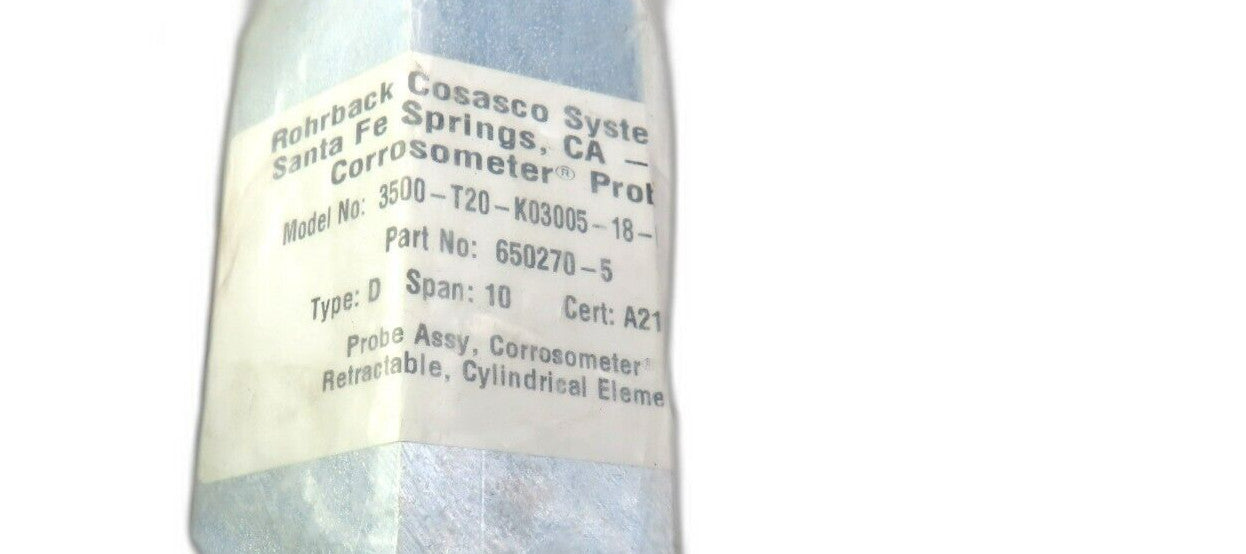 Rohrback Cosasco Syste
Santa Fe Springs, CA —
Corrosometer® Prob
Model No: 3500-T20-K03005-18-
Part No: 650270-5
Type: D Span: 10 Cert: A21
Probe Assy, Corrosometer®
Retractable, Cylindrical Eleme